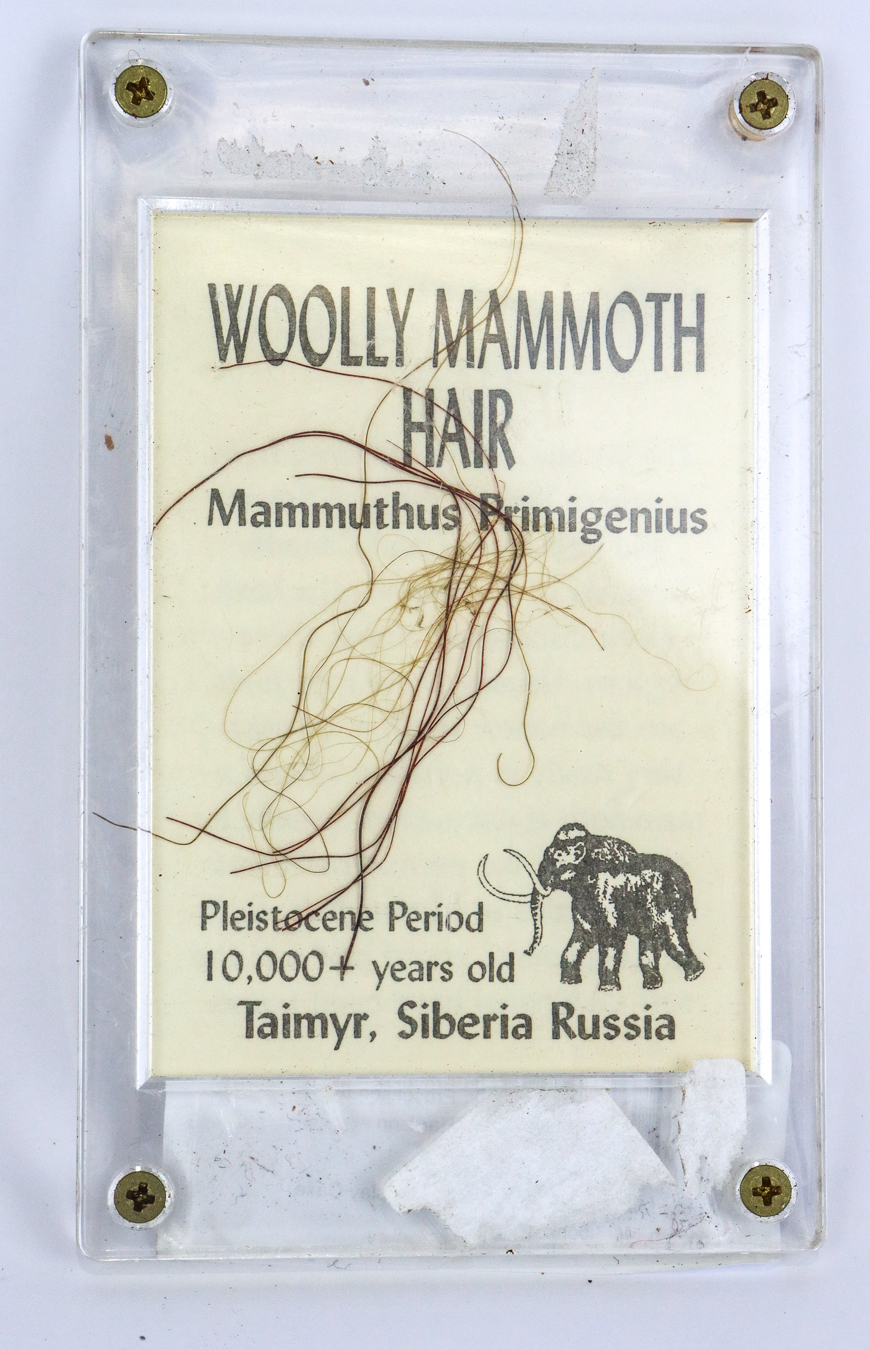 WOOLLY MAMMOTH
HAIR
Mammuthus Primigenius
Pleistocene Period
10,000+ years old
Taimyr, Siberia Russia